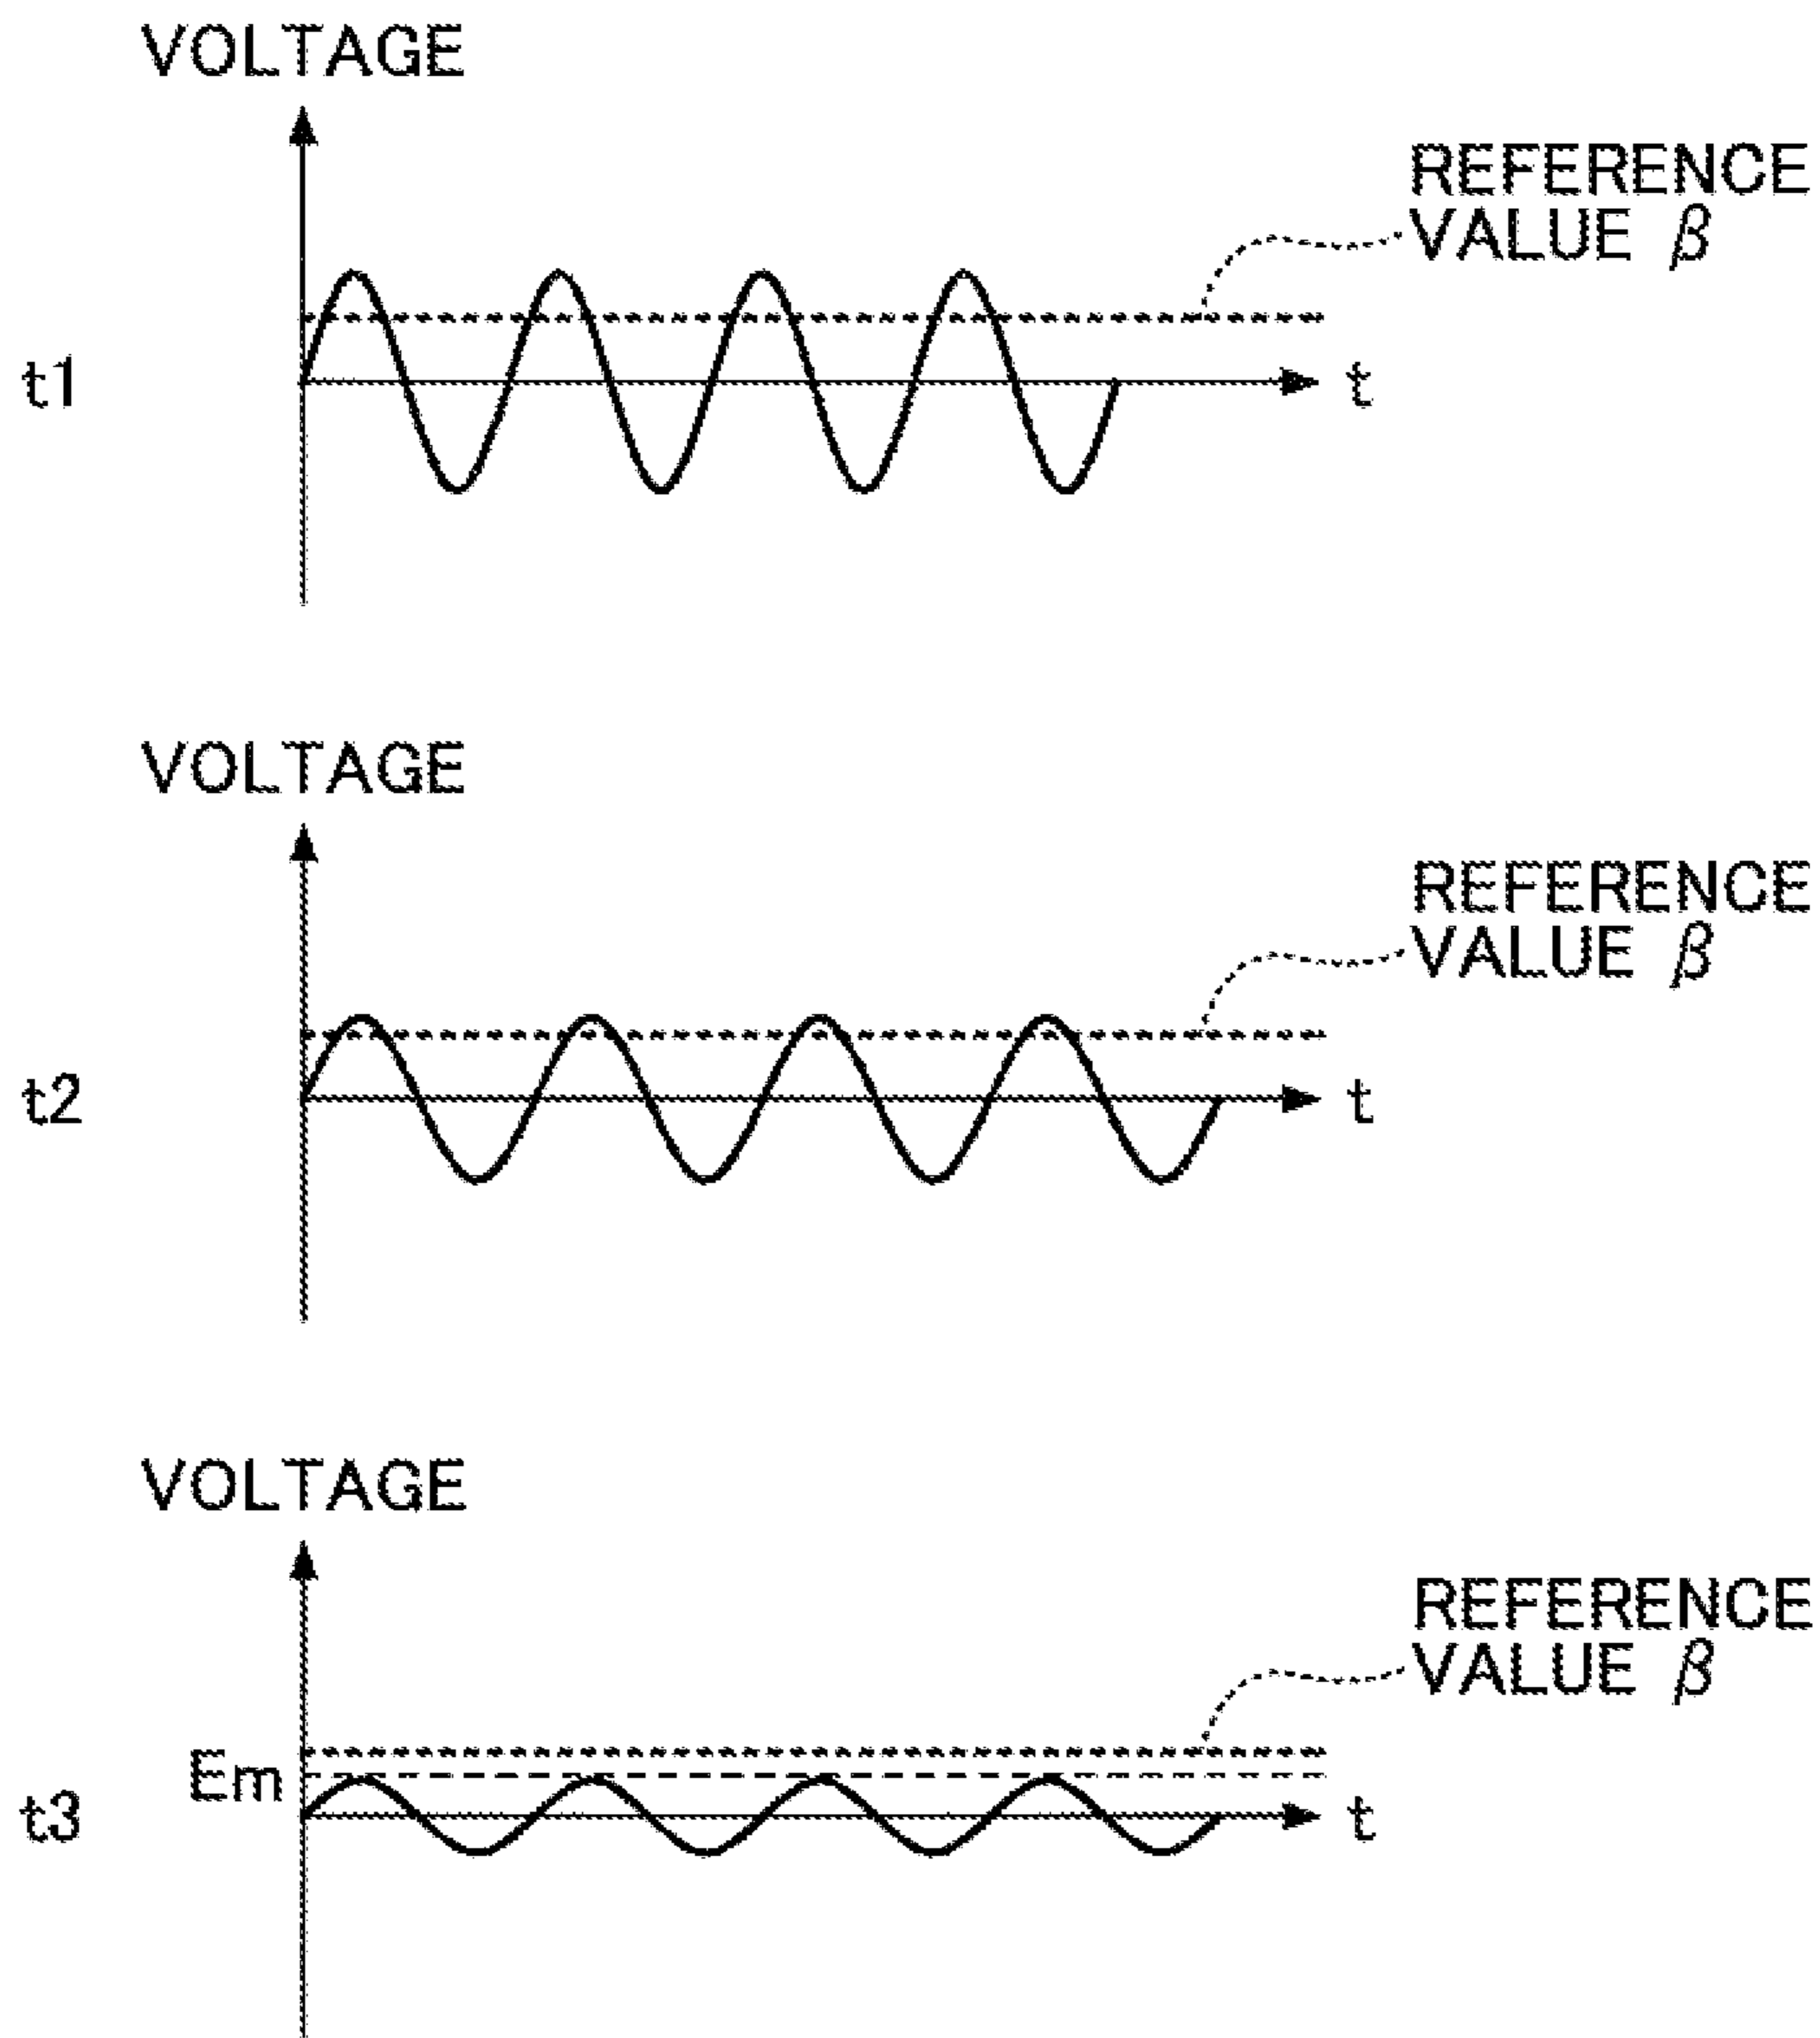 VOLTAGE
REFERENCE
VALUE β
t1
t
VOLTAGE
REFERENCE
VALUE β
t2
t
VOLTAGE
REFERENCE
VALUE β
Em
t3
t